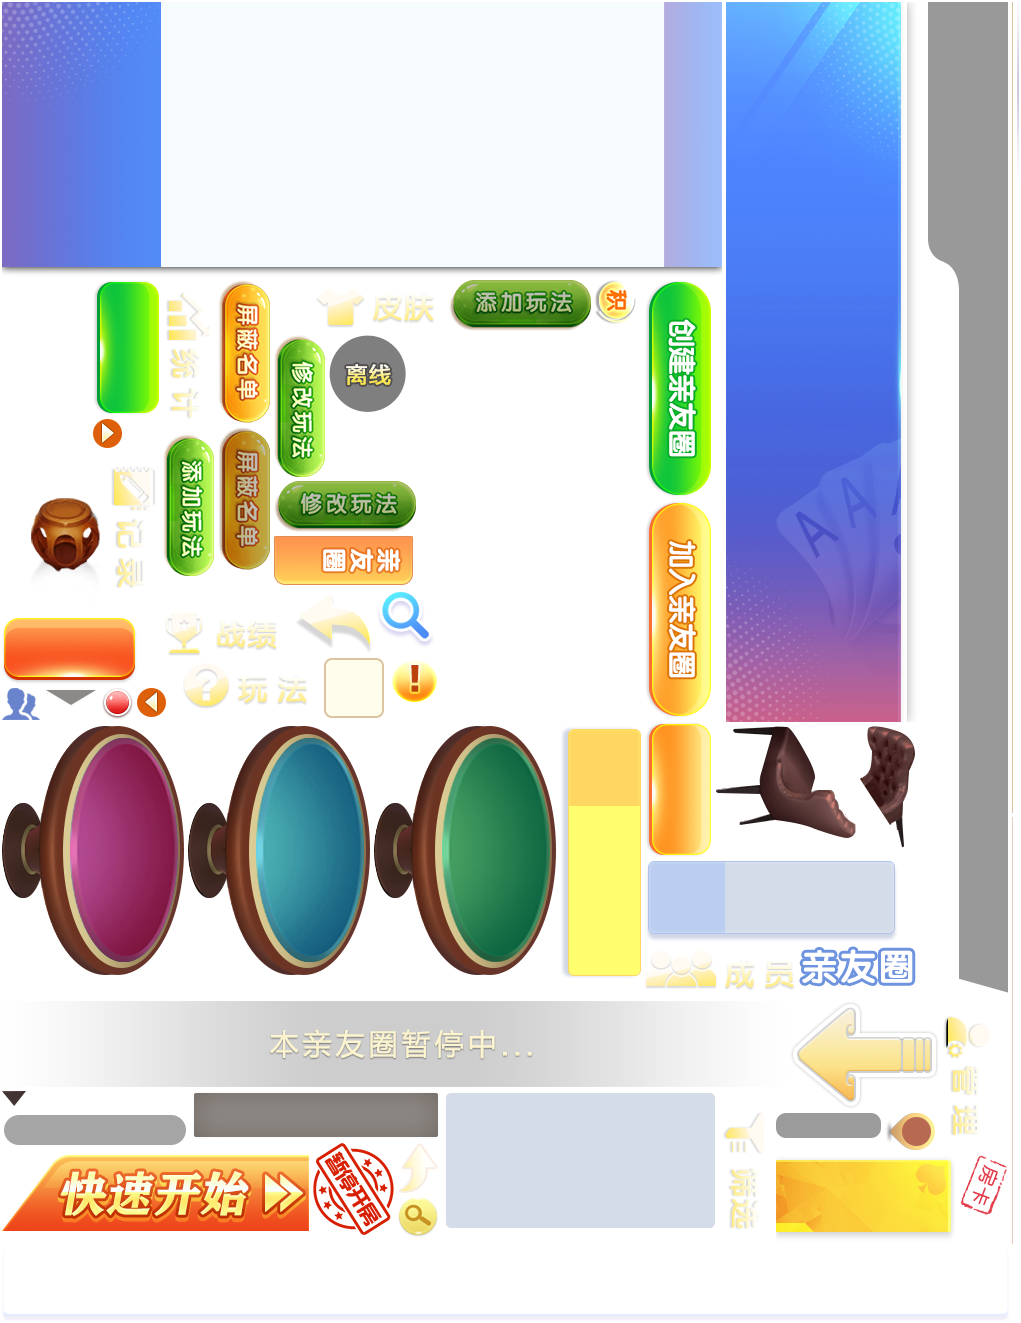 皮肤
添加玩法
积
统计
屏蔽名单
修改玩法
离线
创建亲友圈
添加玩法
屏蔽名单
修改玩法
记录
亲友圈
加入亲友圈
A
A
A
战绩
玩法
成员
亲友圈
本亲友圈暂停中...
管理
快速开始
暂停开房
筛选
房卡